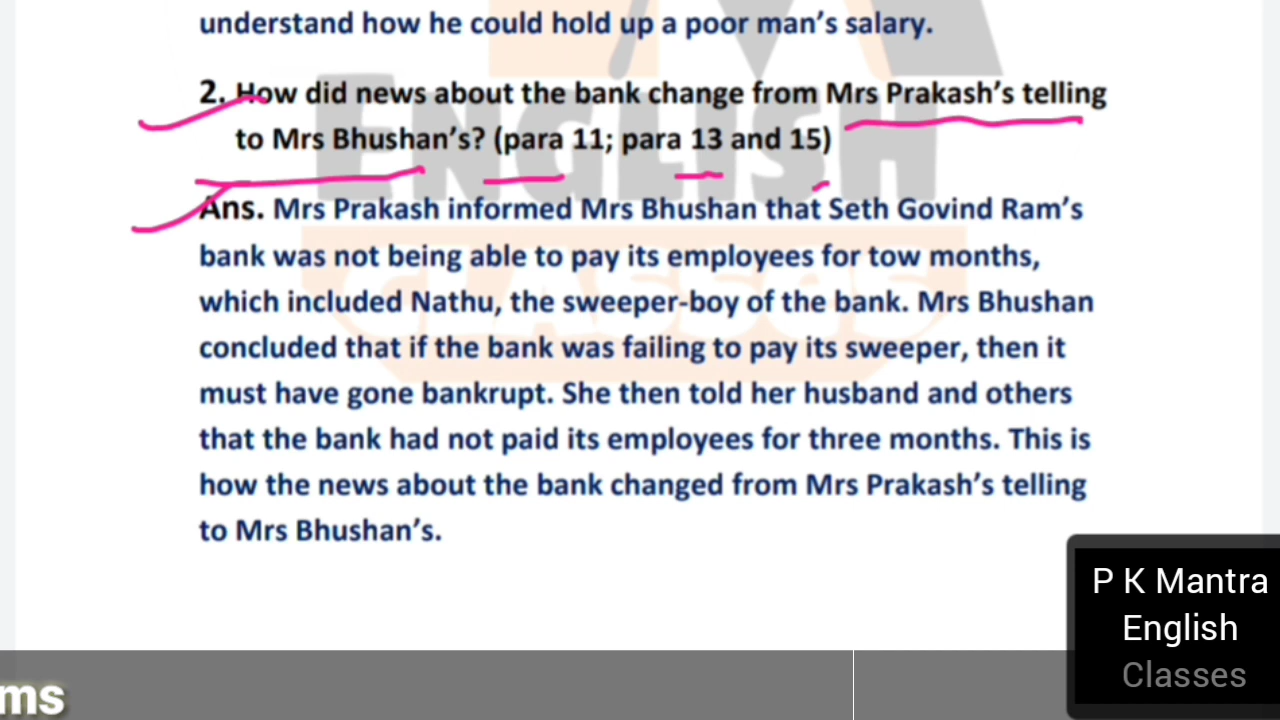 understand how he could hold up a poor man’s salary.
2. How did news about the bank change from Mrs Prakash’s telling
to Mrs Bhushan’s? (para 11; para 13 and 15)
Ans. Mrs Prakash informed Mrs Bhushan that Seth Govind Ram’s
bank was not being able to pay its employees for tow months,
which included Nathu, the sweeper-boy of the bank. Mrs Bhushan
concluded that if the bank was failing to pay its sweeper, then it
must have gone bankrupt. She then told her husband and others
that the bank had not paid its employees for three months. This is
how the news about the bank changed from Mrs Prakash’s telling
to Mrs Bhushan’s.
ENGLISH
CLASSES
P K Mantra
English
Classes
ms